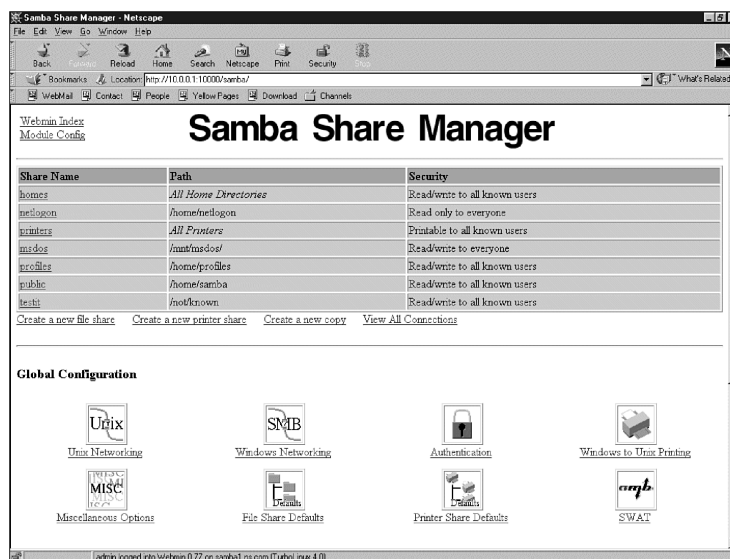 Samba Share Manager - Netscape
File Edit View Go Window Help
Back Forward Reload Home Search Netscape Print Security Stop
Bookmarks Location: http://10.0.0.1:10000/samba/ What's Related
WebMail Contact People Yellow Pages Download Channels
Webmin Index
Module Config
Samba Share Manager
Share Name Path Security
homes All Home Directories Read/write to all known users
netlogon /home/netlogon Read only to everyone
printers All Printers Printable to all known users
msdos /mnt/msdos/ Read/write to everyone
profiles /home/profiles Read/write to all known users
public /home/samba Read/write to all known users
testit /not/known Read/write to all known users
Create a new file share Create a new printer share Create a new copy View All Connections
Global Configuration
Unix SMB
Unix Networking Windows Networking Authentication Windows to Unix Printing
MISC Defaults Defaults amb
Miscellaneous Options File Share Defaults Printer Share Defaults SWAT
admin logged into Webmin 0.77 on samba1.ps.com (TurboLinux 4.0)